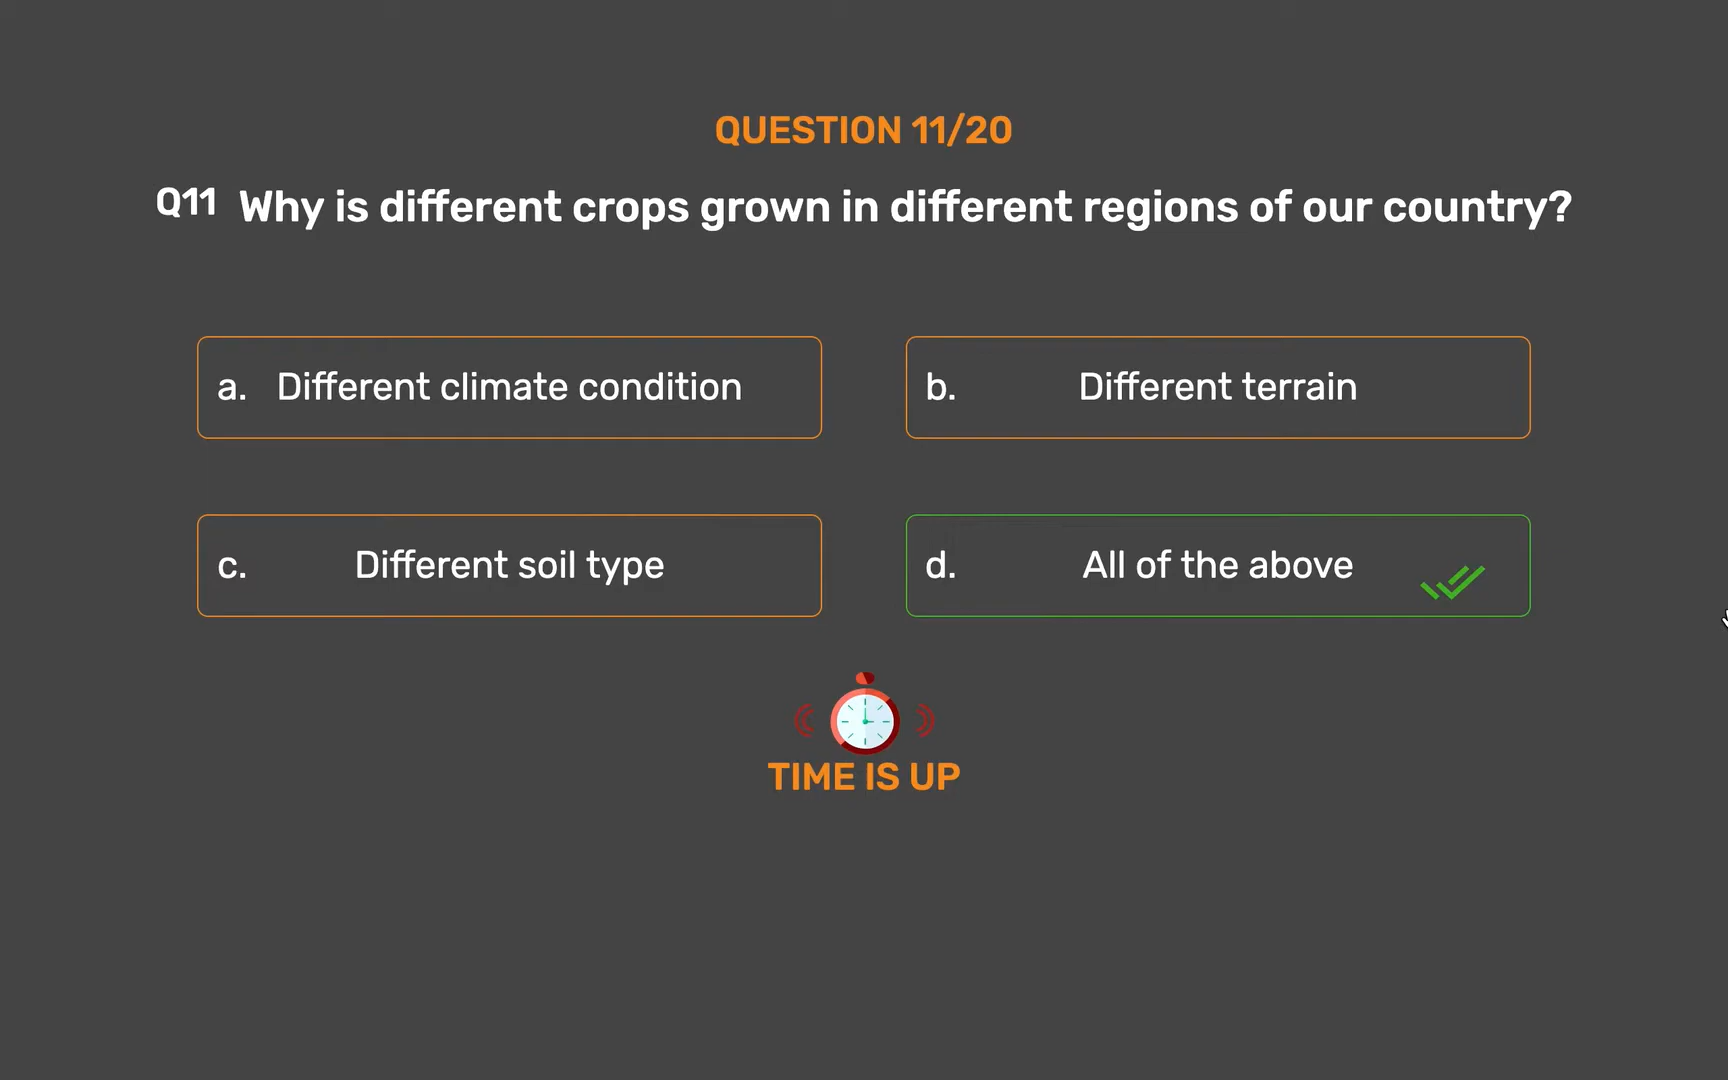 QUESTION 11/20
Q11 Why is different crops grown in different regions of our country?
a. Different climate condition
b. Different terrain
c. Different soil type
d. All of the above
TIME IS UP